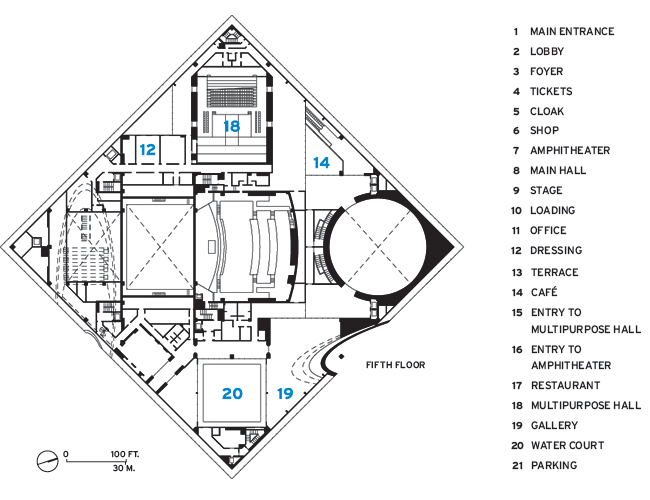 18
12
14
20
19
FIFTH FLOOR
0 100 FT.
30 M.
1 MAIN ENTRANCE
2 LOBBY
3 FOYER
4 TICKETS
5 CLOAK
6 SHOP
7 AMPHITHEATER
8 MAIN HALL
9 STAGE
10 LOADING
11 OFFICE
12 DRESSING
13 TERRACE
14 CAFÉ
15 ENTRY TO
MULTIPURPOSE HALL
16 ENTRY TO
AMPHITHEATER
17 RESTAURANT
18 MULTIPURPOSE HALL
19 GALLERY
20 WATER COURT
21 PARKING